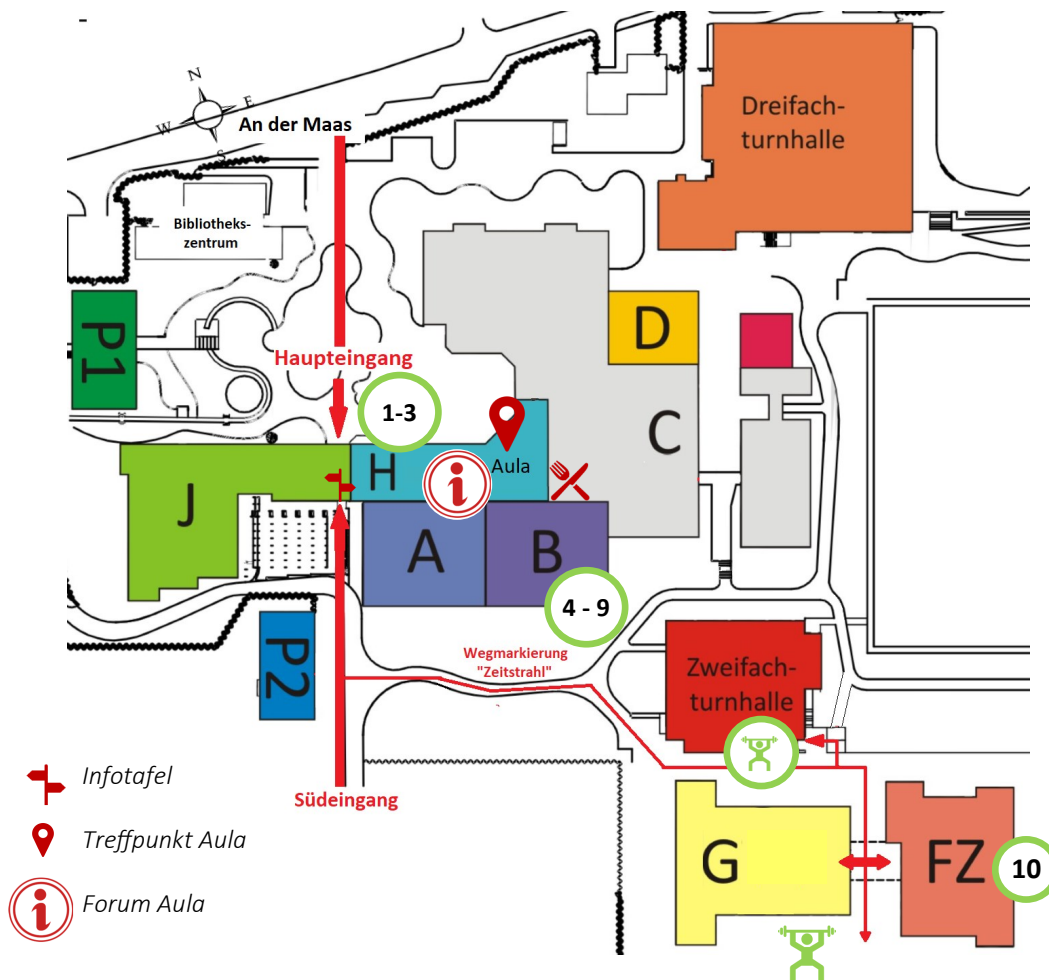 N
E
W
S
An der Maas
Bibliotheks-
zentrum
Dreifach-
turnhalle
P1
D
Haupteingang
1-3
C
Aula
H
i
J
A
B
4 - 9
P2
Wegmarkierung
"Zeitstrahl"
Zweifach-
turnhalle
Südeingang
G
FZ
10
Infotafel
Treffpunkt Aula
i
Forum Aula